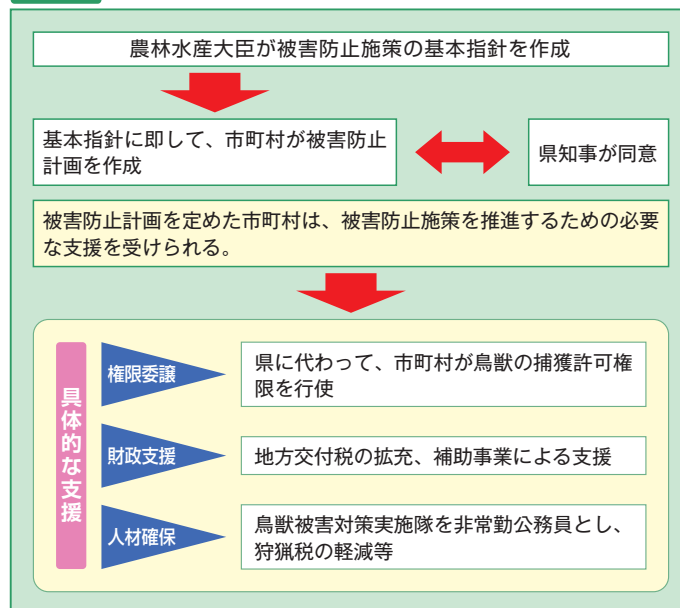 農林水産大臣が被害防止施策の基本指針を作成
基本指針に即して、市町村が被害防止
計画を作成
県知事が同意
被害防止計画を定めた市町村は、被害防止施策を推進するための必要
な支援を受けられる。
具体的な支援
権限委譲
県に代わって、市町村が鳥獣の捕獲許可権
限を行使
財政支援
地方交付税の拡充、補助事業による支援
人材確保
鳥獣被害対策実施隊を非常勤公務員とし、
狩猟税の軽減等